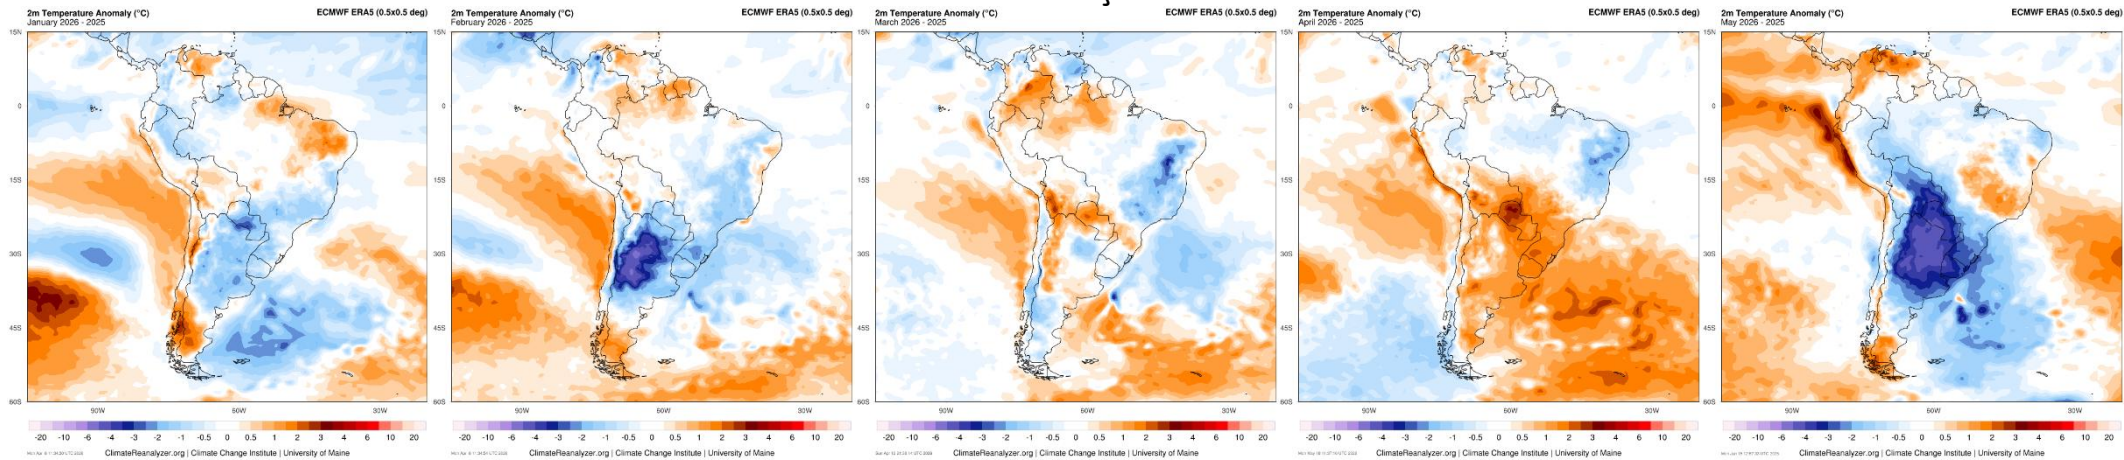 2m Temperature Anomaly (°C) ECMWF ERA5 (0.5x0.5 deg)
January 2026 - 2025
15N
0
15S
30S
45S
60S
90W 60W 30W
-20 -10 -6 -4 -3 -2 -1 -0.5 0 0.5 1 2 3 4 6 10 20
ClimateReanalyzer.org | Climate Change Institute | University of Maine
2m Temperature Anomaly (°C) ECMWF ERA5 (0.5x0.5 deg)
February 2026 - 2025
15N
0
15S
30S
45S
60S
90W 60W 30W
-20 -10 -6 -4 -3 -2 -1 -0.5 0 0.5 1 2 3 4 6 10 20
ClimateReanalyzer.org | Climate Change Institute | University of Maine
2m Temperature Anomaly (°C) ECMWF ERA5 (0.5x0.5 deg)
March 2026 - 2025
15N
0
15S
30S
45S
60S
90W 60W 30W
-20 -10 -6 -4 -3 -2 -1 -0.5 0 0.5 1 2 3 4 6 10 20
ClimateReanalyzer.org | Climate Change Institute | University of Maine
2m Temperature Anomaly (°C) ECMWF ERA5 (0.5x0.5 deg)
April 2026 - 2025
15N
0
15S
30S
45S
60S
90W 60W 30W
-20 -10 -6 -4 -3 -2 -1 -0.5 0 0.5 1 2 3 4 6 10 20
ClimateReanalyzer.org | Climate Change Institute | University of Maine
2m Temperature Anomaly (°C) ECMWF ERA5 (0.5x0.5 deg)
May 2026 - 2025
15N
0
15S
30S
45S
60S
90W 60W 30W
-20 -10 -6 -4 -3 -2 -1 -0.5 0 0.5 1 2 3 4 6 10 20
ClimateReanalyzer.org | Climate Change Institute | University of Maine